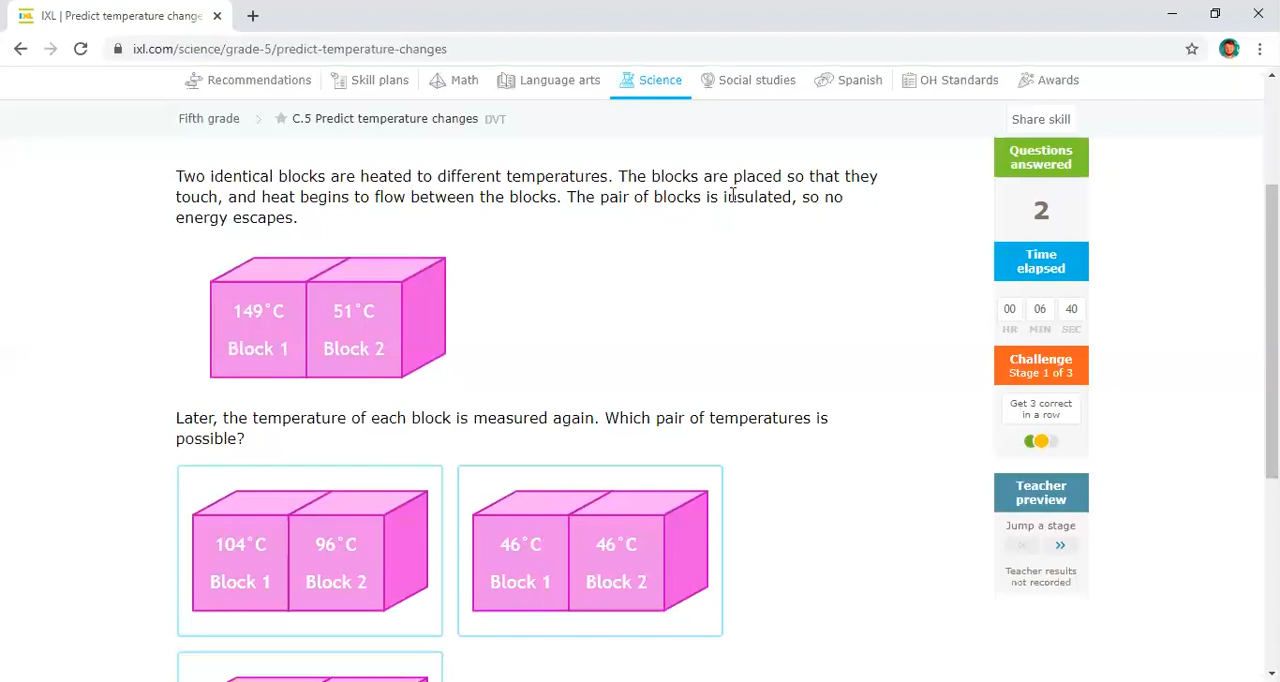 IXL | Predict temperature change
ixl.com/science/grade-5/predict-temperature-changes
Recommendations Skill plans Math Language arts Science Social studies Spanish OH Standards Awards
Fifth grade > C.5 Predict temperature changes DVT
Share skill
Two identical blocks are heated to different temperatures. The blocks are placed so that they
touch, and heat begins to flow between the blocks. The pair of blocks is insulated, so no
energy escapes.
149°C 51°C
Block 1 Block 2
Later, the temperature of each block is measured again. Which pair of temperatures is
possible?
104°C 96°C
Block 1 Block 2
46°C 46°C
Block 1 Block 2
Questions
answered
2
Time
elapsed
00 06 40
HR MIN SEC
Challenge
Stage 1 of 3
Get 3 correct
in a row
Teacher
preview
Jump a stage
Teacher results
not recorded